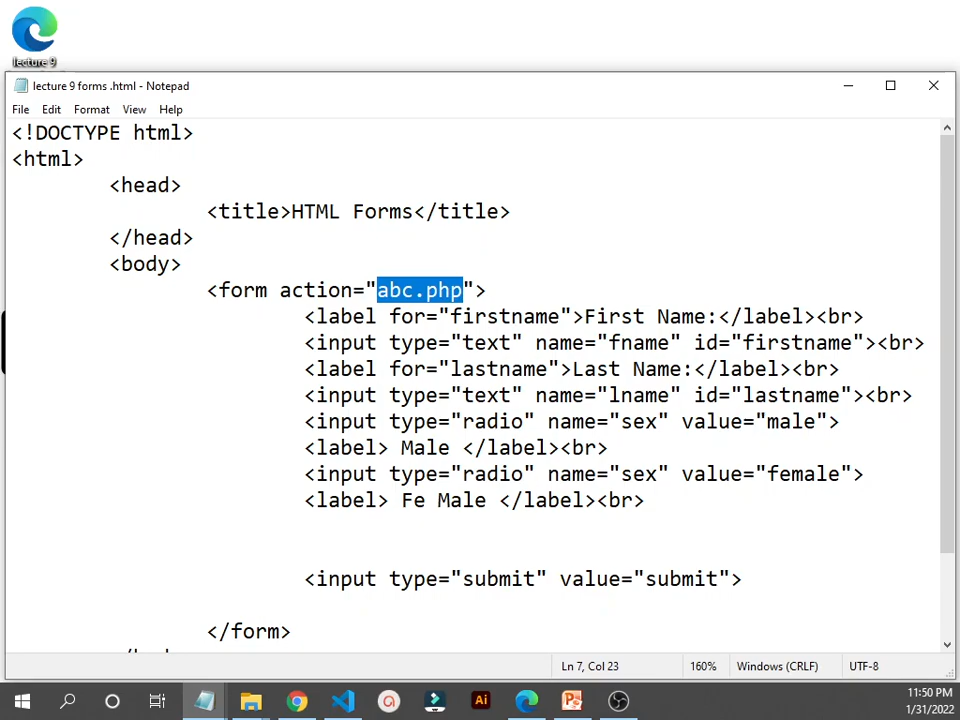 lecture 9
lecture 9 forms .html - Notepad
File Edit Format View Help
<!DOCTYPE html>
<html>
<head>
<title>HTML Forms</title>
</head>
<body>
<form action="abc.php">
<label for="firstname">First Name:</label><br>
<input type="text" name="fname" id="firstname"><br>
<label for="lastname">Last Name:</label><br>
<input type="text" name="lname" id="lastname"><br>
<input type="radio" name="sex" value="male">
<label> Male </label><br>
<input type="radio" name="sex" value="female">
<label> Fe Male </label><br>
<input type="submit" value="submit">
</form>
Ln 7, Col 23 160% Windows (CRLF) UTF-8
Ai
11:50 PM
1/31/2022